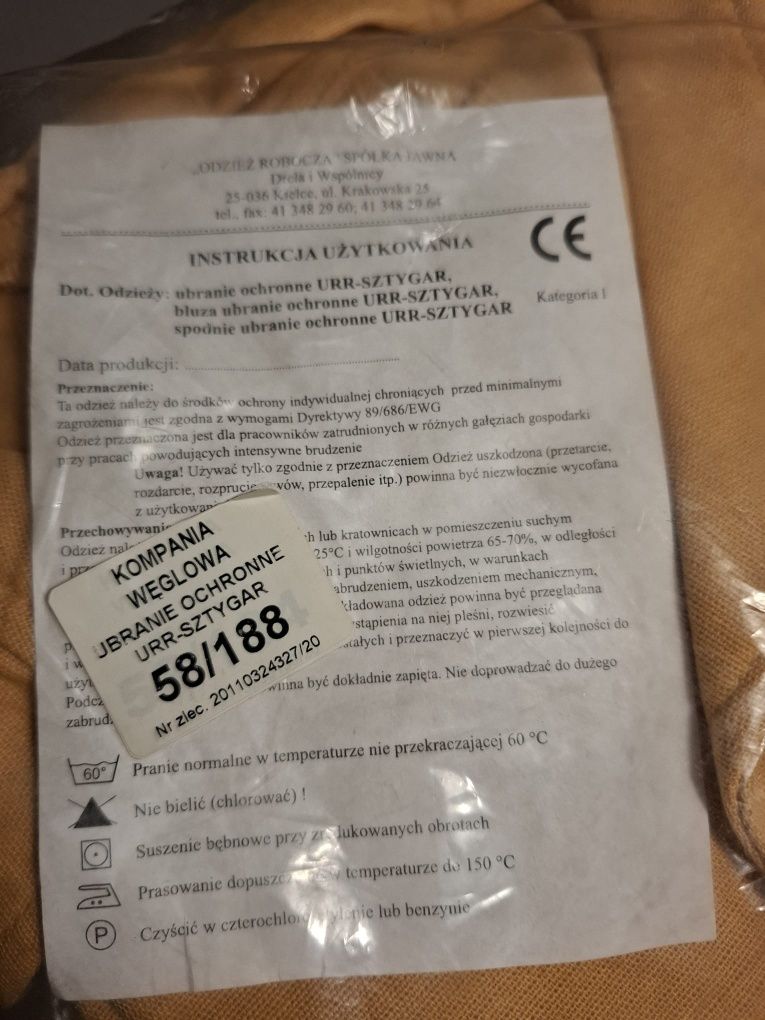 „ODZIEŻ ROBOCZA” SPÓŁKA JAWNA
Drela i Wspólnicy
25-036 Kielce, ul. Krakowska 25
tel., fax: 41 348 29 60; 41 348 29 64
INSTRUKCJA UŻYTKOWANIA
CE
Dot. Odzieży: ubranie ochronne URR-SZTYGAR,
bluza ubranie ochronne URR-SZTYGAR,
spodnie ubranie ochronne URR-SZTYGAR
Kategoria I
Data produkcji:
Przeznaczenie:
Ta odzież należy do środków ochrony indywidualnej chroniących przed minimalnymi
zagrożeniami jest zgodna z wymogami Dyrektywy 89/686/EWG
Odzież przeznaczona jest dla pracowników zatrudnionych w różnych gałęziach gospodarki
przy pracach powodujących intensywne brudzenie
Uwaga! Używać tylko zgodnie z przeznaczeniem Odzież uszkodzona (przetarcie,
rozdarcie, przepalenie itp.) powinna być niezwłocznie wycofana
z
Odzież lub kratownicach w pomieszczeniu suchym
i 25°C i wilgotności powietrza 65-70%, w odległości
i punktów świetlnych, w warunkach
uszkodzeniem mechanicznym,
odzież powinna być przeglądana
na niej pleśni, rozwiesić
i i przeznaczyć w pierwszej kolejności do
być dokładnie zapięta. Nie doprowadzać do dużego
KOMPANIA
WĘGLOWA
UBRANIE OCHRONNE
URR-SZTYGAR
58/188
Nr zlec. 20110324327/20
60° Pranie normalne w temperaturze nie przekraczającej 60 °C
Nie bielić (chlorować) !
Suszenie bębnowe przy obrotach
Prasowanie w temperaturze do 150 °C
P Czyścić w lub benzynie